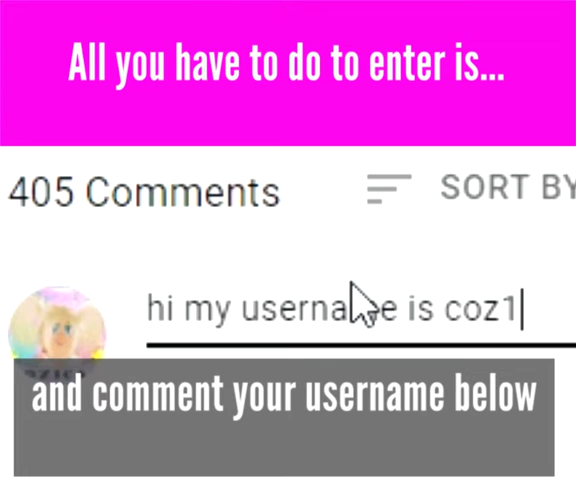 All you have to do to enter is...
405 Comments
SORT BY
hi my username is coz1
and comment your username below